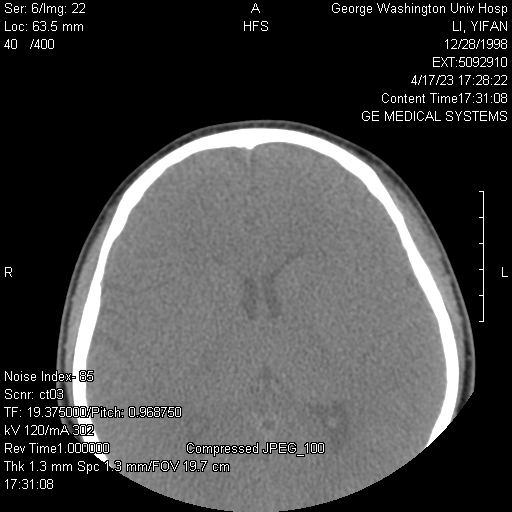 Ser: 6/Img: 22
Loc: 63.5 mm
40 /400
A
HFS
George Washington Univ Hosp
LI, YIFAN
12/28/1998
EXT:5092910
4/17/23 17:28:22
Content Time17:31:08
GE MEDICAL SYSTEMS
R
L
Noise Index- 85
Scnr: ct03
TF: 19.375000/Pitch: 0.968750
kV 120/mA 302
Rev Time1.000000
Compressed JPEG_100
Thk 1.3 mm Spc 1.3 mm/FOV 19.7 cm
17:31:08